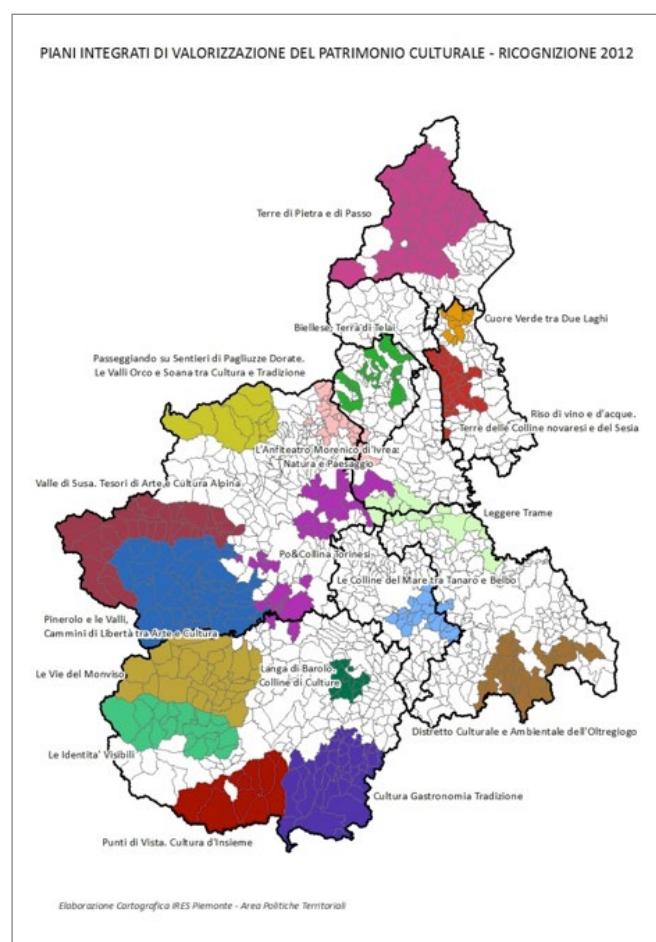 PIANI INTEGRATI DI VALORIZZAZIONE DEL PATRIMONIO CULTURALE - RICOGNIZIONE 2012
Terre di Pietra e di Passo
Cuore Verde tra Due Laghi
Biellese: Terra di Telai
Passeggiando su Sentieri di Pagliuzze Dorate.
Le Valli Orco e Soana tra Cultura e Tradizione
Riso di vino e d'acque.
Terre delle Colline novaresi e del Sesia
L'Anfiteatro Morenico di Ivrea:
Natura e Paesaggio
Valle di Susa. Tesori di Arte e Cultura Alpina
Leggere Trame
Po&Collina Torinesi
Le Colline del Mare tra Tanaro e Belbo
Pinerolo e le Valli,
Cammini di Libertà tra Arte e Cultura
Le Vie del Monviso
Langa di Barolo.
Colline di Culture
Distretto Culturale e Ambientale dell'Oltregiogo
Le Identita' Visibili
Cultura Gastronomia Tradizione
Punti di Vista. Cultura d'Insieme
Elaborazione Cartografica IRES Piemonte - Area Politiche Territoriali